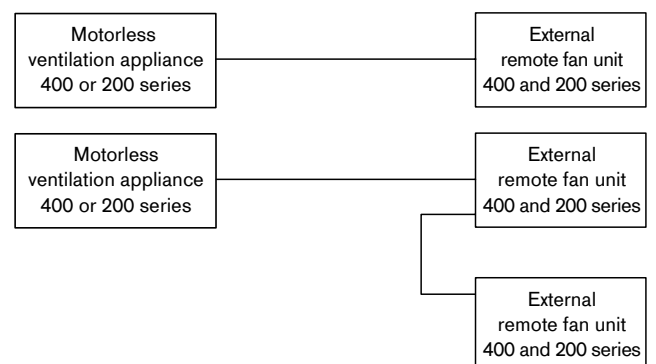 Motorless
ventilation appliance
400 or 200 series
External
remote fan unit
400 and 200 series
Motorless
ventilation appliance
400 or 200 series
External
remote fan unit
400 and 200 series
External
remote fan unit
400 and 200 series